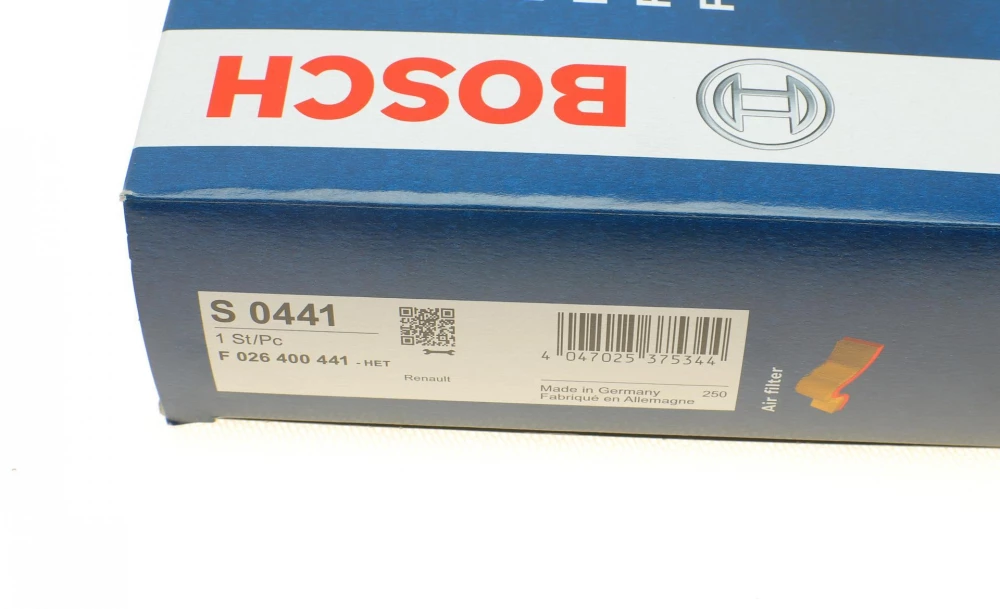 BOSCH
S 0441
1 St/Pc
F 026 400 441 - HET
Renault
4 047025 375344
Made in Germany
Fabriqué en Allemagne
250
Air filter